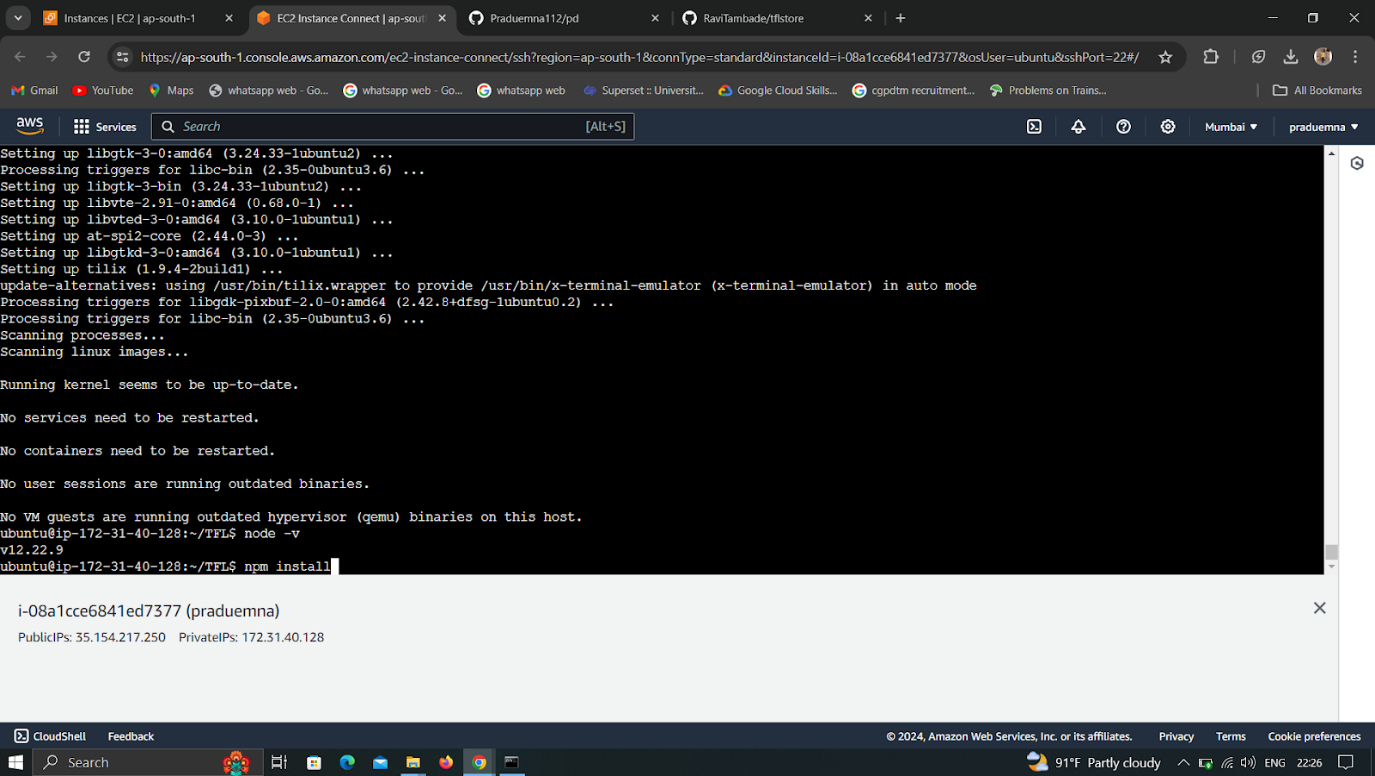 Instances | EC2 | ap-south-1
EC2 Instance Connect | ap-sout
Praduemna112/pd
RaviTambade/tflstore
https://ap-south-1.console.aws.amazon.com/ec2-instance-connect/ssh?region=ap-south-1&connType=standard&instanceId=i-08a1cce6841ed7377&osUser=ubuntu&sshPort=22#/
Gmail
YouTube
Maps
whatsapp web - Go...
whatsapp web - Go...
whatsapp web
Superset :: Universit...
Google Cloud Skills...
cgpdtm recruitment...
Problems on Trains...
All Bookmarks
aws
Services
Search
[Alt+S]
Mumbai
praduemna
Setting up libgtk-3-0:amd64 (3.24.33-1ubuntu2) ...
Processing triggers for libc-bin (2.35-0ubuntu3.6) ...
Setting up libgtk-3-bin (3.24.33-1ubuntu2) ...
Setting up libvte-2.91-0:amd64 (0.68.0-1) ...
Setting up libvted-3-0:amd64 (3.10.0-1ubuntu1) ...
Setting up at-spi2-core (2.44.0-3) ...
Setting up libgtkd-3-0:amd64 (3.10.0-1ubuntu1) ...
Setting up tilix (1.9.4-2build1) ...
update-alternatives: using /usr/bin/tilix.wrapper to provide /usr/bin/x-terminal-emulator (x-terminal-emulator) in auto mode
Processing triggers for libgdk-pixbuf-2.0-0:amd64 (2.42.8+dfsg-1ubuntu0.2) ...
Processing triggers for libc-bin (2.35-0ubuntu3.6) ...
Scanning processes...
Scanning linux images...
Running kernel seems to be up-to-date.
No services need to be restarted.
No containers need to be restarted.
No user sessions are running outdated binaries.
No VM guests are running outdated hypervisor (qemu) binaries on this host.
ubuntu@ip-172-31-40-128:~/TFL$ node -v
v12.22.9
ubuntu@ip-172-31-40-128:~/TFL$ npm install
i-08a1cce6841ed7377 (praduemna)
PublicIPs: 35.154.217.250 PrivateIPs: 172.31.40.128
CloudShell
Feedback
© 2024, Amazon Web Services, Inc. or its affiliates.
Privacy
Terms
Cookie preferences
Search
91°F Partly cloudy
ENG
22:26